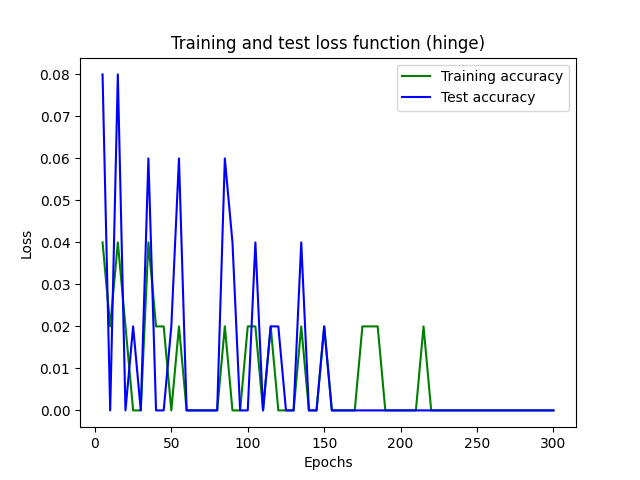 Training and test loss function (hinge)
Training accuracy
Test accuracy
0.08
0.07
0.06
0.05
0.04
0.03
0.02
0.01
0.00
Loss
0 50 100 150 200 250 300
Epochs